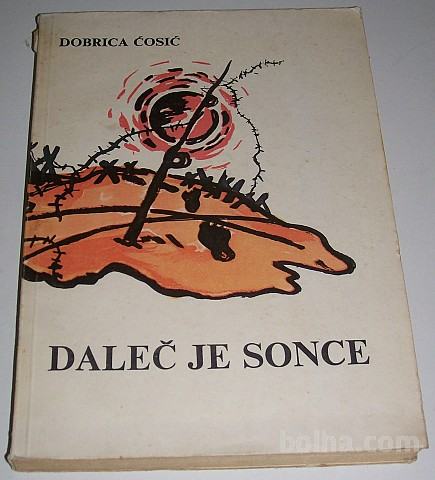 DOBRICA ĆOSIĆ
DALEČ JE SONCE
bolha.com